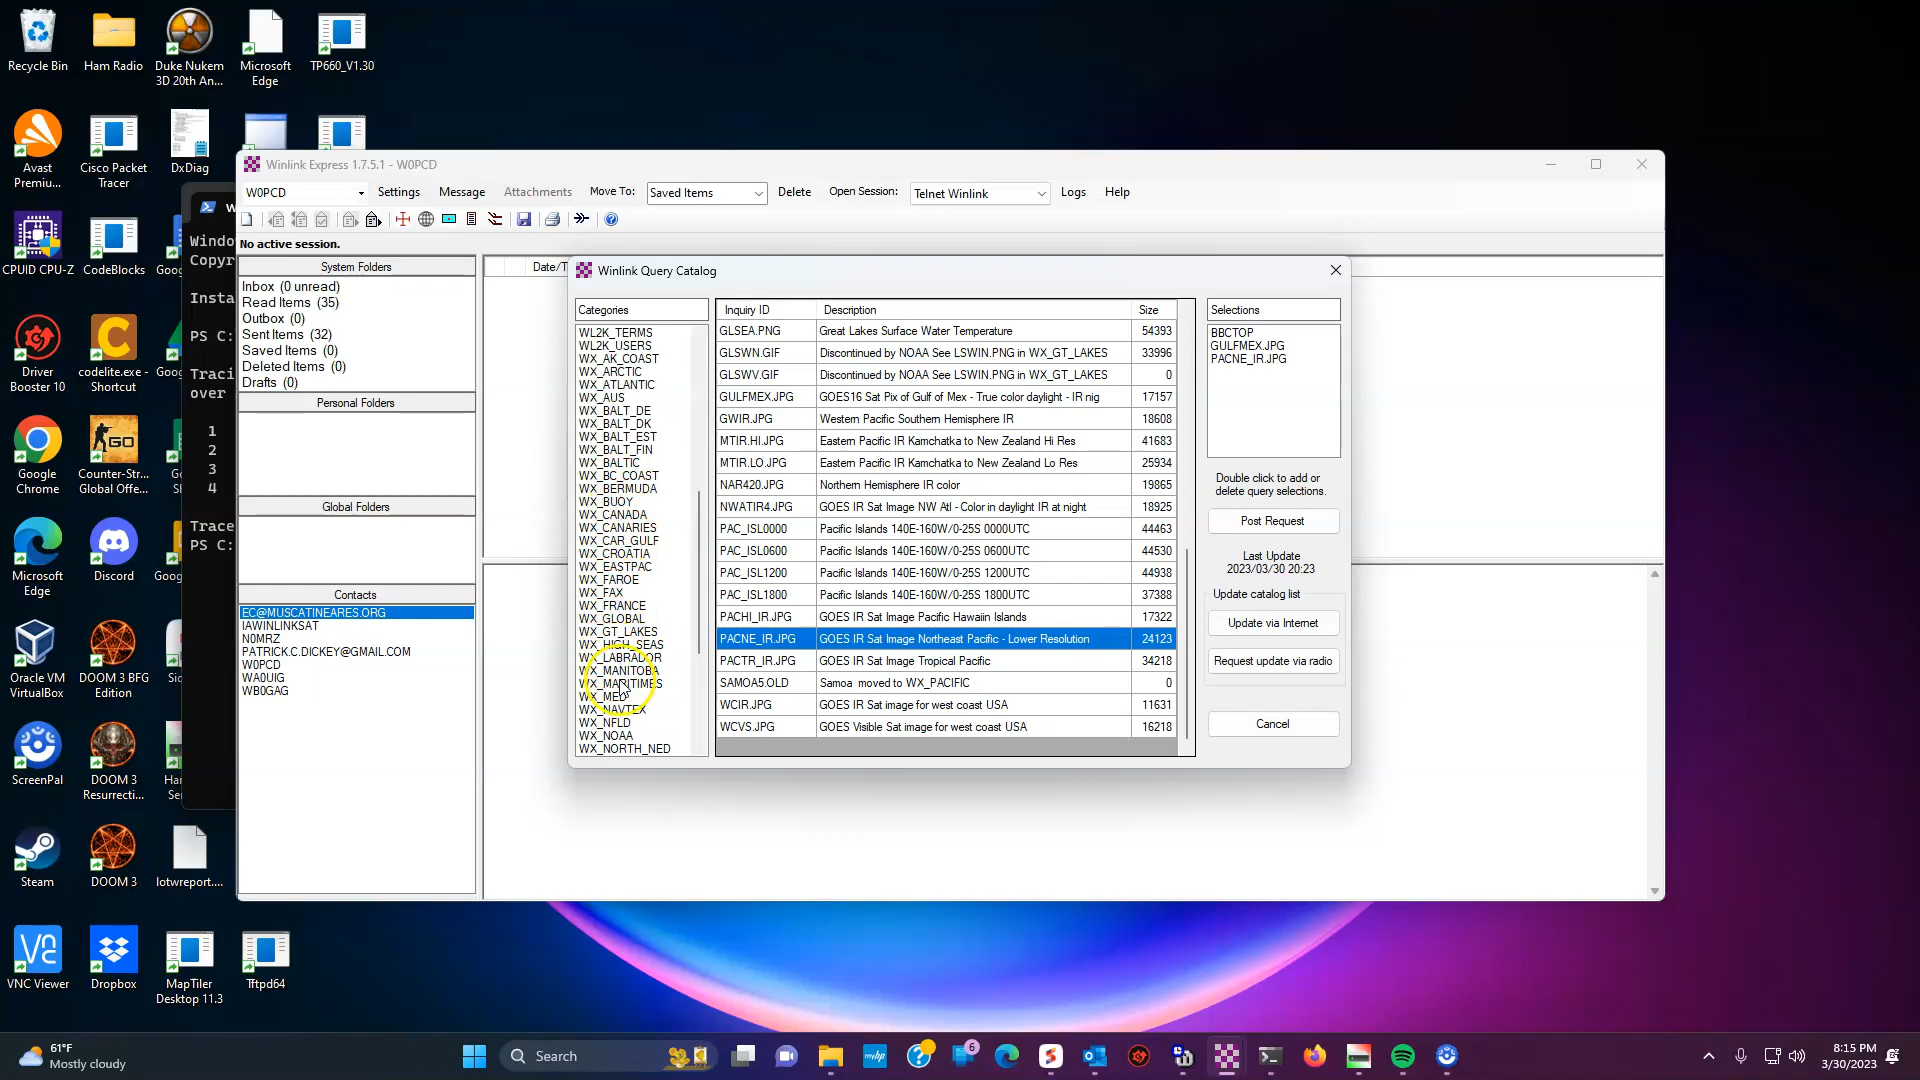 Recycle Bin
Ham Radio
Duke Nukem
3D 20th An...
Microsoft
Edge
TP660_V1.30
Avast
Premiu...
Cisco Packet
Tracer
DxDiag
CPUID CPU-Z
CodeBlocks
Goog
Driver
Booster 10
codelite.exe -
Shortcut
Google
Chrome
Counter-Str...
Global Offe...
Microsoft
Edge
Discord
Goog
Oracle VM
VirtualBox
DOOM 3 BFG
Edition
ScreenPal
DOOM 3
Resurrecti...
Har
Se
Steam
DOOM 3
lotwreport....
VNC Viewer
Dropbox
MapTiler
Desktop 11.3
Tftpd64
W
Windo
Copyr
Insta
PS C:
Traci
over
1
2
3
4
Trace
PS C:
Winlink Express 1.7.5.1 - W0PCD
W0PCD
Settings
Message
Attachments
Move To:
Saved Items
Delete
Open Session:
Telnet Winlink
Logs
Help
No active session.
System Folders
Inbox (0 unread)
Read Items (35)
Outbox (0)
Sent Items (32)
Saved Items (0)
Deleted Items (0)
Drafts (0)
Personal Folders
Global Folders
Contacts
EC@MUSCATINEARES.ORG
IAWINLINKSAT
N0MRZ
PATRICK.C.DICKEY@GMAIL.COM
W0PCD
WA0UIG
WB0GAG
Date/T
Winlink Query Catalog
Categories
WL2K_TERMS
WL2K_USERS
WX_AK_COAST
WX_ARCTIC
WX_ATLANTIC
WX_AUS
WX_BALT_DE
WX_BALT_DK
WX_BALT_EST
WX_BALT_FIN
WX_BALTIC
WX_BC_COAST
WX_BERMUDA
WX_BUOY
WX_CANADA
WX_CANARIES
WX_CAR_GULF
WX_CROATIA
WX_EASTPAC
WX_FAROE
WX_FAX
WX_FRANCE
WX_GLOBAL
WX_GT_LAKES
WX_HIGH_SEAS
WX_LABRADOR
WX_MANITOBA
WX_MARITIMES
WX_MED
WX_NAVTEX
WX_NFLD
WX_NOAA
WX_NORTH_NED
Inquiry ID Description Size
GLSEA.PNG Great Lakes Surface Water Temperature 54393
GLSWN.GIF Discontinued by NOAA See LSWIN.PNG in WX_GT_LAKES 33996
GLSWV.GIF Discontinued by NOAA See LSWIN.PNG in WX_GT_LAKES 0
GULFMEX.JPG GOES16 Sat Pix of Gulf of Mex - True color daylight - IR nig 17157
GWIR.JPG Western Pacific Southern Hemisphere IR 18608
MTIR.HI.JPG Eastern Pacific IR Kamchatka to New Zealand Hi Res 41683
MTIR.LO.JPG Eastern Pacific IR Kamchatka to New Zealand Lo Res 25934
NAR420.JPG Northern Hemisphere IR color 19865
NWATIR4.JPG GOES IR Sat Image NW Atl - Color in daylight IR at night 18925
PAC_ISL0000 Pacific Islands 140E-160W/0-25S 0000UTC 44463
PAC_ISL0600 Pacific Islands 140E-160W/0-25S 0600UTC 44530
PAC_ISL1200 Pacific Islands 140E-160W/0-25S 1200UTC 44938
PAC_ISL1800 Pacific Islands 140E-160W/0-25S 1800UTC 37388
PACHI_IR.JPG GOES IR Sat Image Pacific Hawaiin Islands 17322
PACNE_IR.JPG GOES IR Sat Image Northeast Pacific - Lower Resolution 24123
PACTR_IR.JPG GOES IR Sat Image Tropical Pacific 34218
SAMOA5.OLD Samoa moved to WX_PACIFIC 0
WCIR.JPG GOES IR Sat image for west coast USA 11631
WCVS.JPG GOES Visible Sat image for west coast USA 16218
Selections
BBCTOP
GULFMEX.JPG
PACNE_IR.JPG
Double click to add or
delete query selections.
Post Request
Last Update
2023/03/30 20:23
Update catalog list
Update via Internet
Request update via radio
Cancel
61°F
Mostly cloudy
Search
6
8:15 PM
3/30/2023